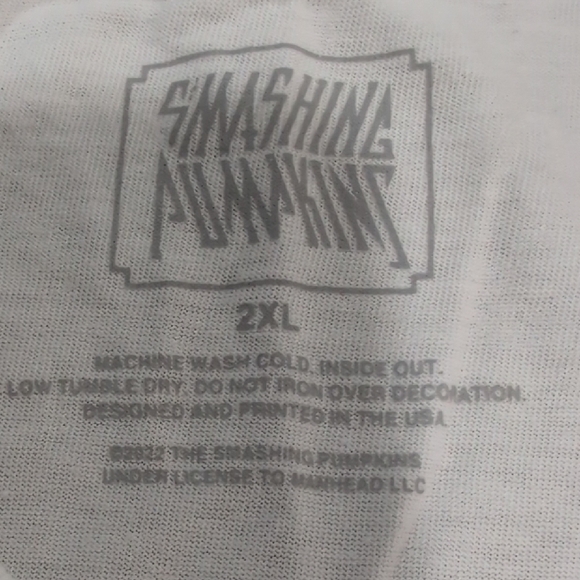 SMASHING
PUMPKINS
2XL
MACHINE WASH COLD. INSIDE OUT.
LOW TUMBLE DRY. DO NOT IRON OVER DECORATION.
DESIGNED AND PRINTED IN THE USA
©2022 THE SMASHING PUMPKINS
UNDER LICENSE TO MANHEAD LLC